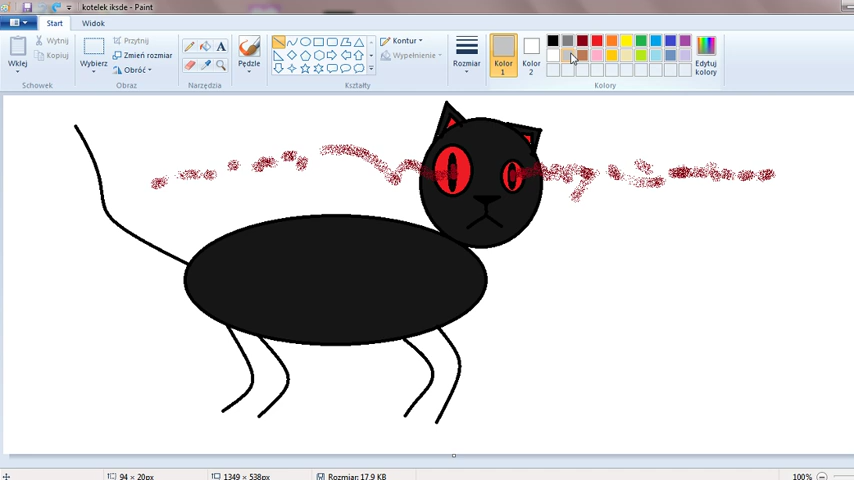 kotelek iksde - Paint
Start Widok
Wklej
Wytnij
Kopiuj
Schowek
Wybierz
Przytnij
Zmień rozmiar
Obróć
Obraz
A
Narzędzia
Pędzle
Kontur
Wypełnienie
Kształty
Rozmiar
Kolor
1
Kolor
2
Edytuj
kolory
Kolory
94 × 20px
1349 × 538px
Rozmiar: 17.9 KB
100%